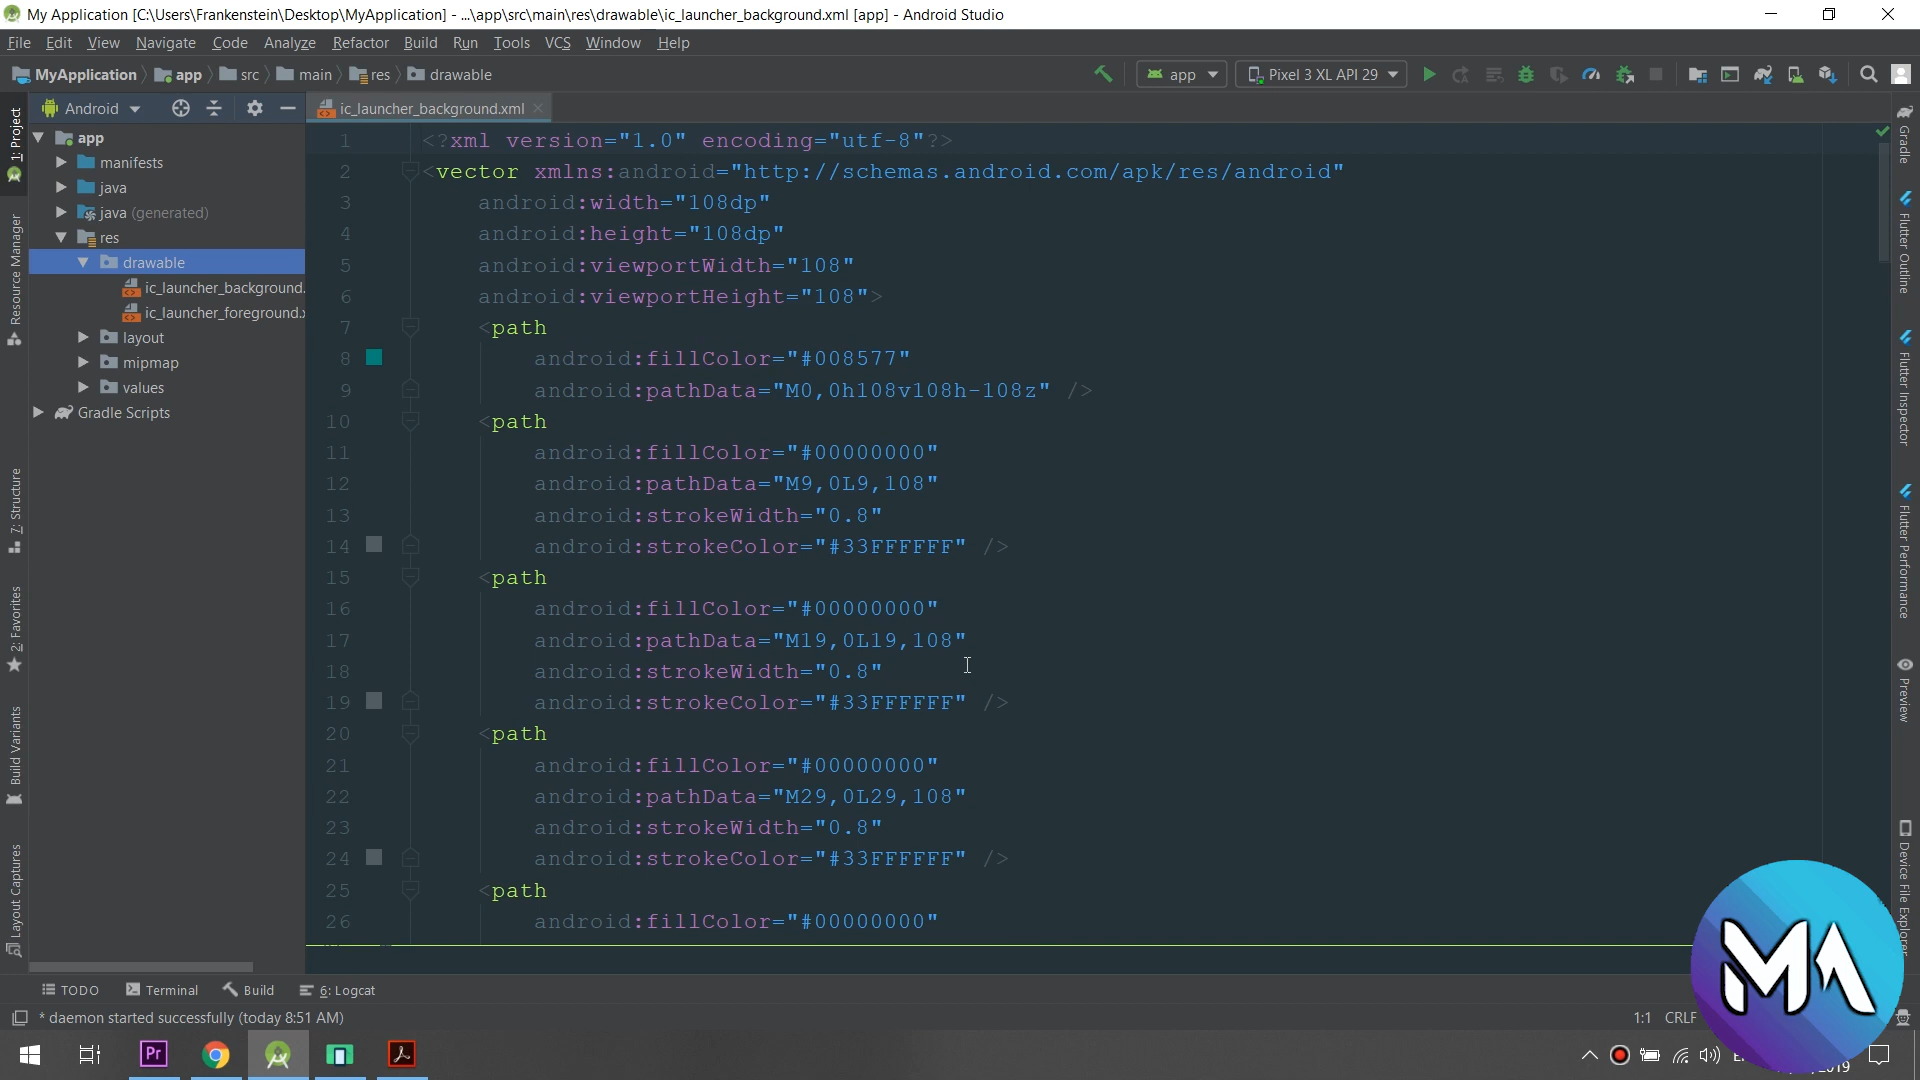 My Application [C:\Users\Frankenstein\Desktop\MyApplication] - ...\app\src\main\res\drawable\ic_launcher_background.xml [app] - Android Studio
File Edit View Navigate Code Analyze Refactor Build Run Tools VCS Window Help
MyApplication app src main res drawable
app Pixel 3 XL API 29
Android
ic_launcher_background.xml
app
manifests
java
java (generated)
res
drawable
ic_launcher_background.
ic_launcher_foreground.
layout
mipmap
values
Gradle Scripts
1: Project
Resource Manager
7: Structure
2: Favorites
Build Variants
Layout Captures
1 <?xml version="1.0" encoding="utf-8"?>
2 <vector xmlns:android="http://schemas.android.com/apk/res/android"
3 android:width="108dp"
4 android:height="108dp"
5 android:viewportWidth="108"
6 android:viewportHeight="108">
7 <path
8 android:fillColor="#008577"
9 android:pathData="M0,0h108v108h-108z" />
10 <path
11 android:fillColor="#00000000"
12 android:pathData="M9,0L9,108"
13 android:strokeWidth="0.8"
14 android:strokeColor="#33FFFFFF" />
15 <path
16 android:fillColor="#00000000"
17 android:pathData="M19,0L19,108"
18 android:strokeWidth="0.8"
19 android:strokeColor="#33FFFFFF" />
20 <path
21 android:fillColor="#00000000"
22 android:pathData="M29,0L29,108"
23 android:strokeWidth="0.8"
24 android:strokeColor="#33FFFFFF" />
25 <path
26 android:fillColor="#00000000"
Gradle
Flutter Outline
Flutter Inspector
Flutter Performance
Preview
Device File Explorer
TODO Terminal Build 6: Logcat
* daemon started successfully (today 8:51 AM)
1:1 CRLF
Pr
MA
2019